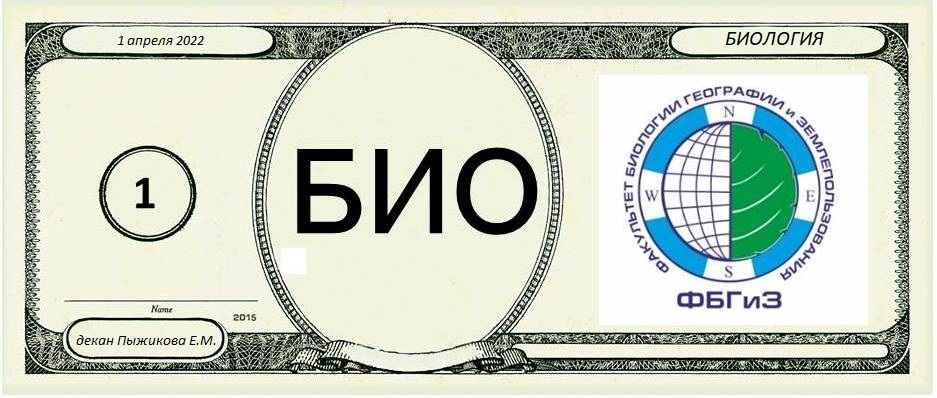 1 апреля 2022
БИОЛОГИЯ
1
БИО
ФАКУЛЬТЕТ БИОЛОГИИ ГЕОГРАФИИ и ЗЕМЛЕПОЛЬЗОВАНИЯ
N
W
E
S
ФБГиЗ
Name
2015
декан Пыжикова Е.М.